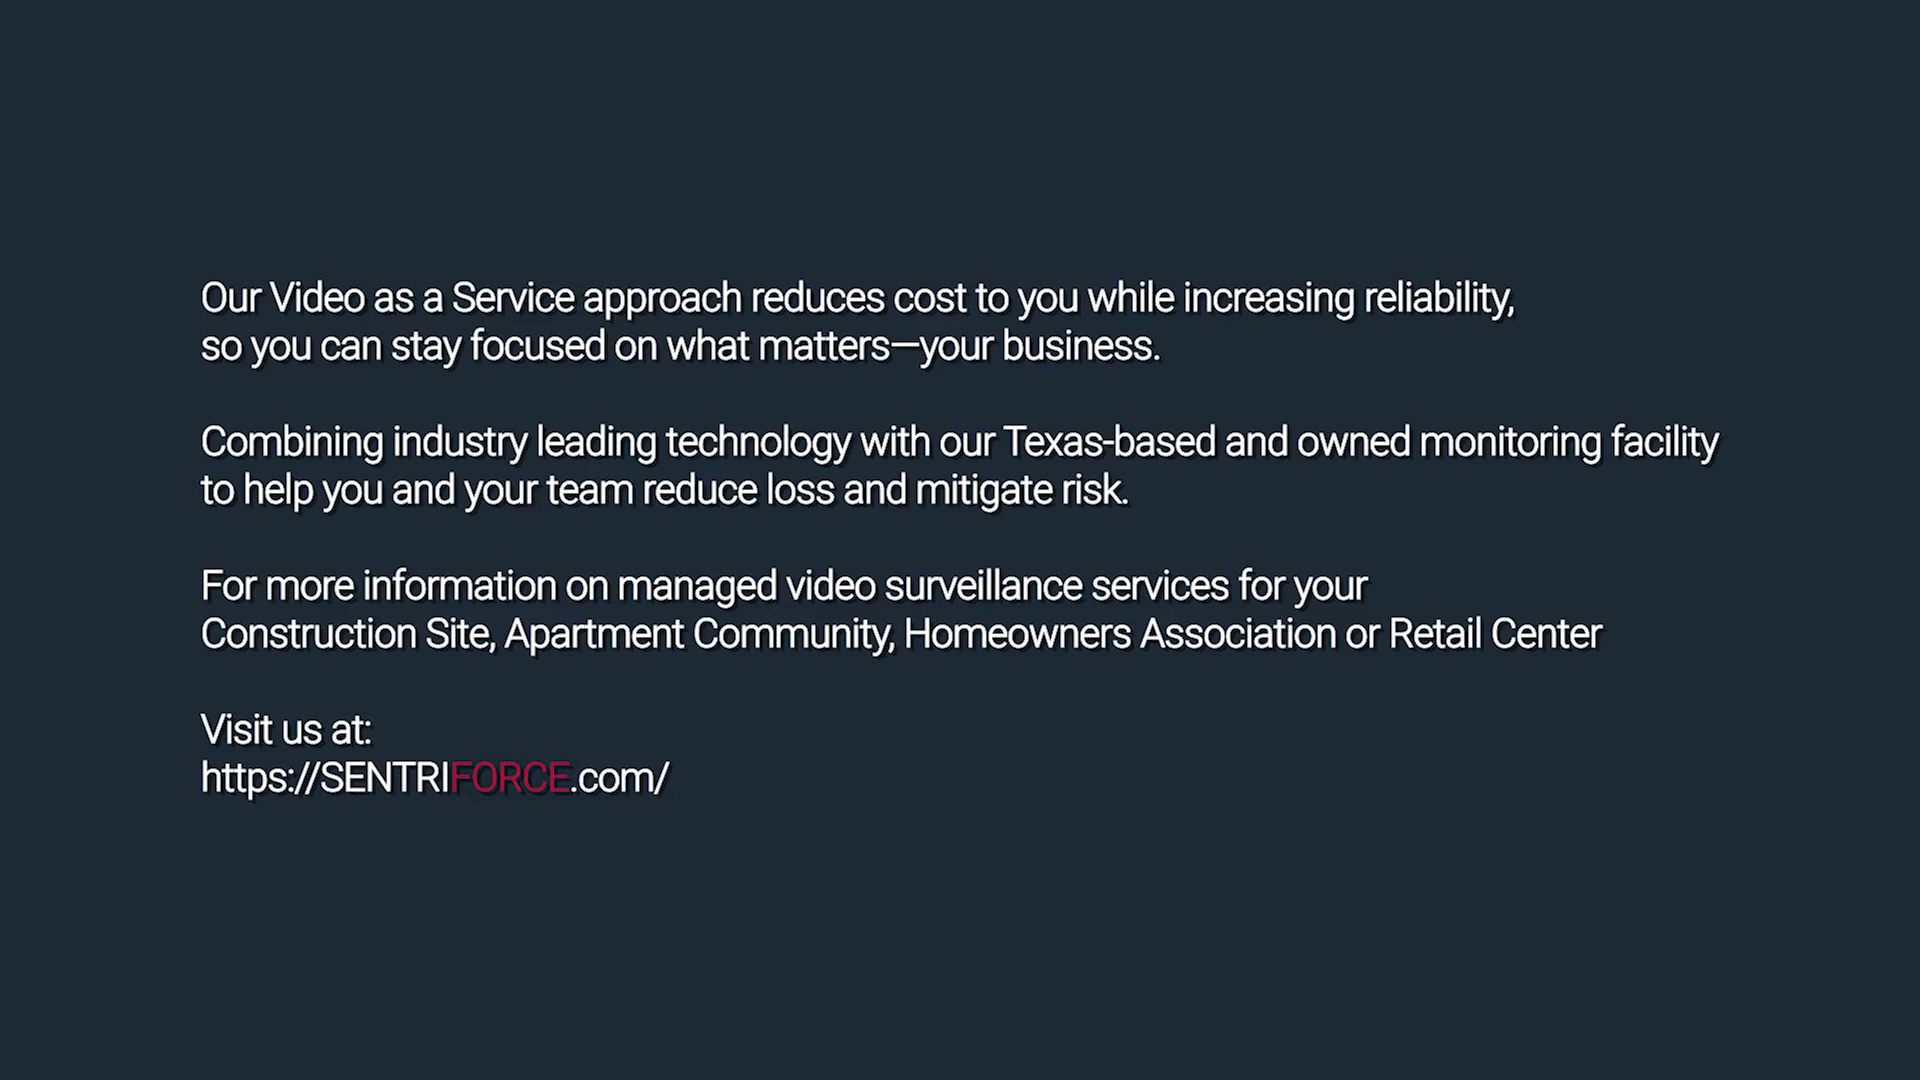 Our Video as a Service approach reduces cost to you while increasing reliability,
so you can stay focused on what matters—your business.
Combining industry leading technology with our Texas-based and owned monitoring facility
to help you and your team reduce loss and mitigate risk.
For more information on managed video surveillance services for your
Construction Site, Apartment Community, Homeowners Association or Retail Center
Visit us at:
https://SENTRIFORCE.com/